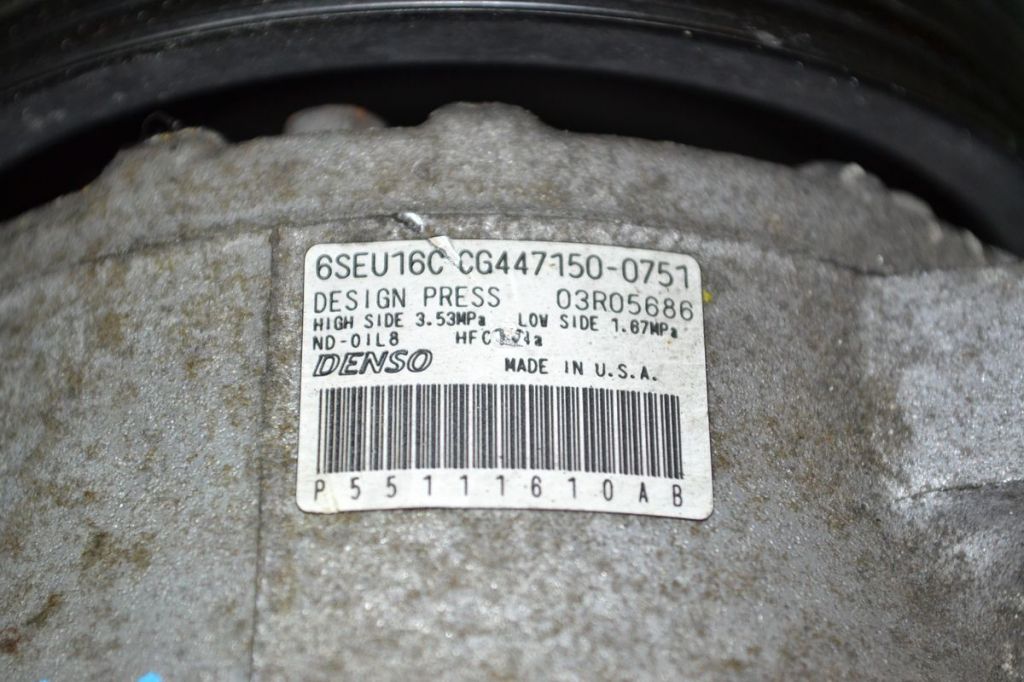 6SEU16C CG447150-0751
DESIGN PRESS 03R05686
HIGH SIDE 3.53MPa LOW SIDE 1.67MPa
ND-OIL8
DENSO MADE IN U.S.A.
P55111610AB